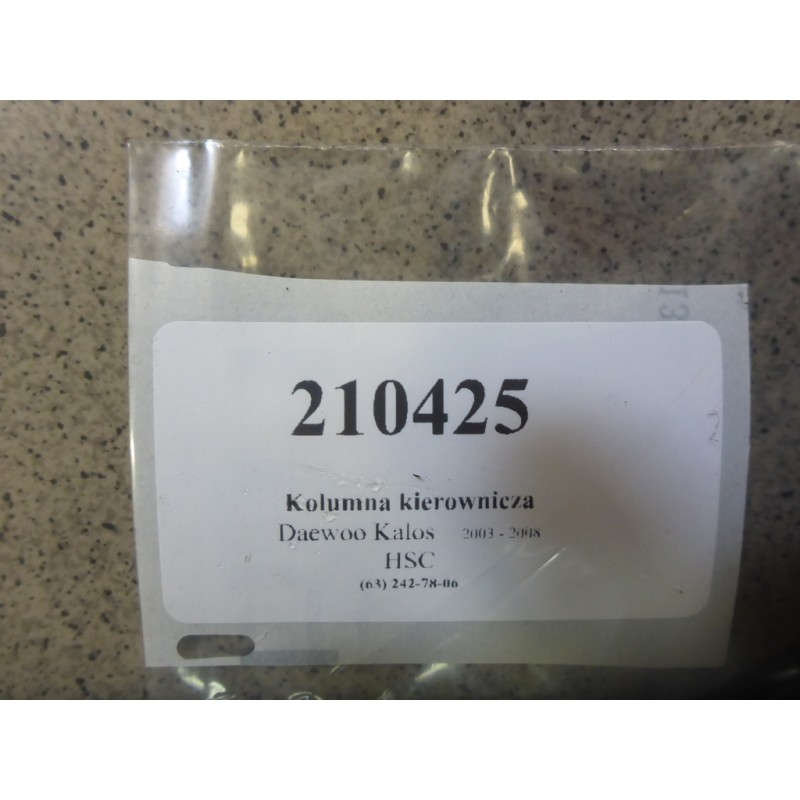 210425
Kolumna kierownicza
Daewoo Kalos 2003 - 2008
HSC
(63) 242-78-06